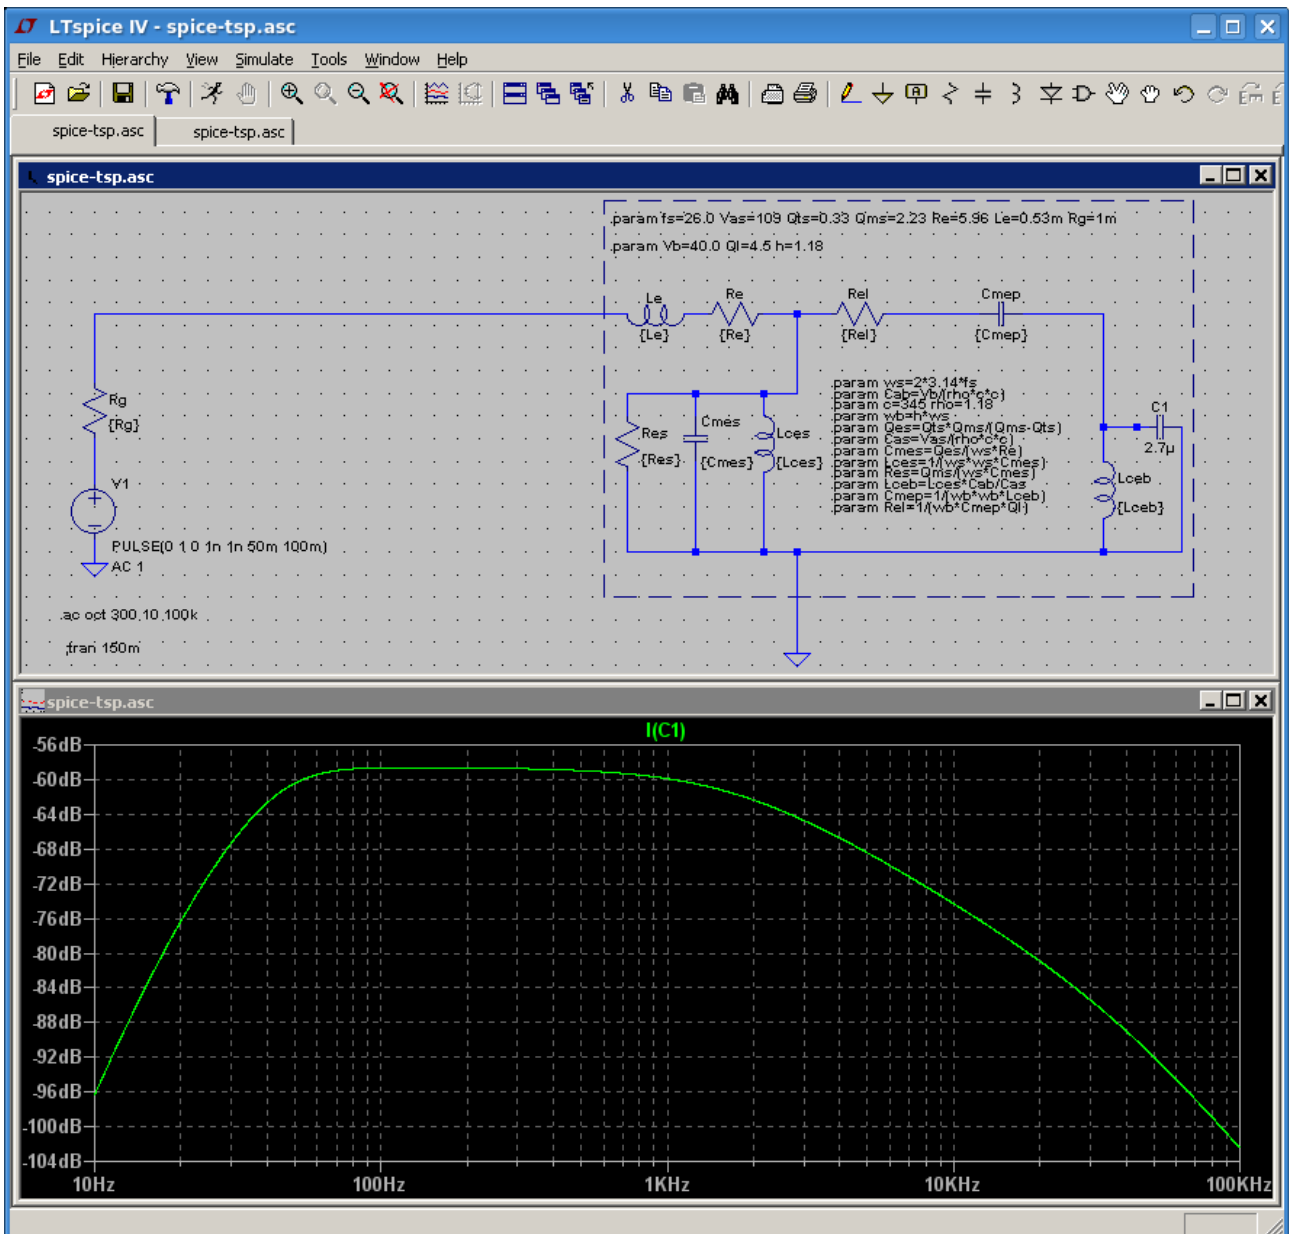 LTspice IV - spice-tsp.asc
File Edit Hierarchy View Simulate Tools Window Help
spice-tsp.asc spice-tsp.asc
spice-tsp.asc
.param fs=26.0 Vas=109 Qts=0.33 Qms=2.23 Re=5.96 Le=0.53m Rg=1m
.param Vb=40.0 Ql=4.5 h=1.18
Le Re Rel Cmep
{Le} {Re} {Rel} {Cmep}
.param ws=2*3.14*fs
.param Cab=Vb/(rho*c*c)
.param c=345 rho=1.18
.param wb=h*ws
.param Qes=Qts*Qms/(Qms-Qts)
.param Cas=Vas/(rho*c*c)
.param Cmes=Qes/(ws*Re)
.param Lces=1/(ws*ws*Cmes)
.param Res=Qms/(ws*Cmes)
.param Lceb=Lces*Cab/Cas
.param Cmep=1/(wb*wb*Lceb)
.param Rel=1/(wb*Cmep*Ql)
Rg
{Rg}
Res Cmes Lces
{Res} {Cmes} {Lces}
C1
2.7µ
Lceb
{Lceb}
V1
PULSE(0 1 0 1n 1n 50m 100m)
AC 1
.ac oct 300 10 100k
;tran 150m
spice-tsp.asc
I(C1)
-56dB
-60dB
-64dB
-68dB
-72dB
-76dB
-80dB
-84dB
-88dB
-92dB
-96dB
-100dB
-104dB
10Hz 100Hz 1KHz 10KHz 100KHz